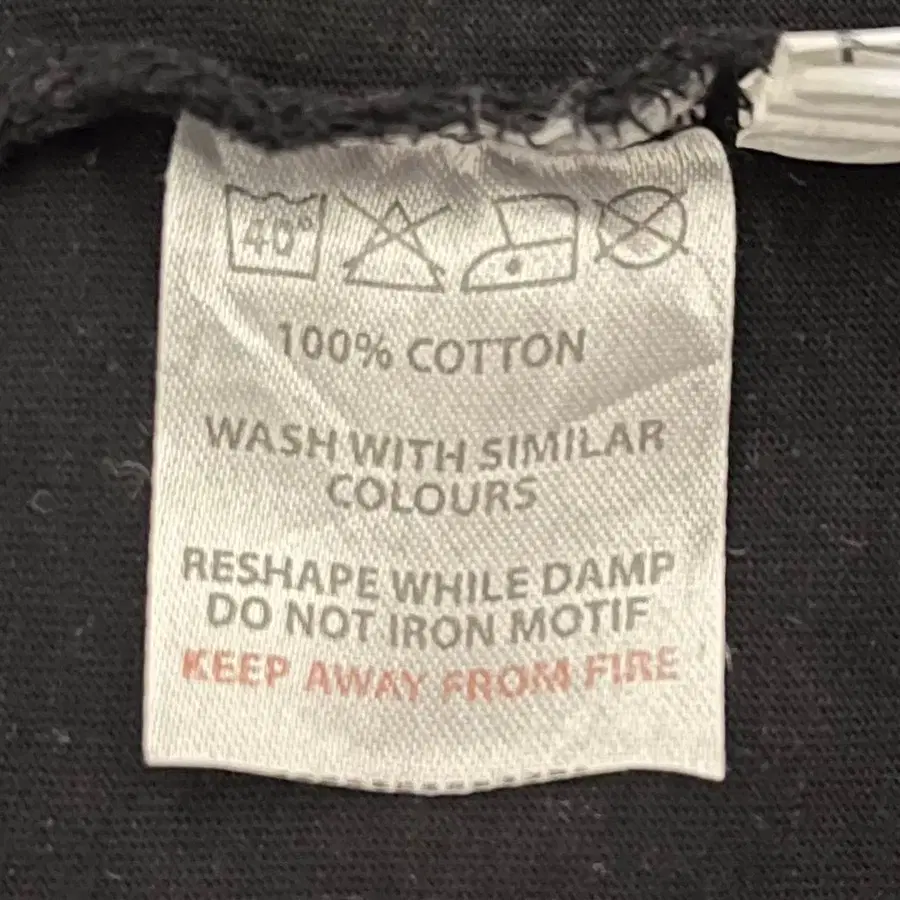 40°
100% COTTON
WASH WITH SIMILAR
COLOURS
RESHAPE WHILE DAMP
DO NOT IRON MOTIF
KEEP AWAY FROM FIRE